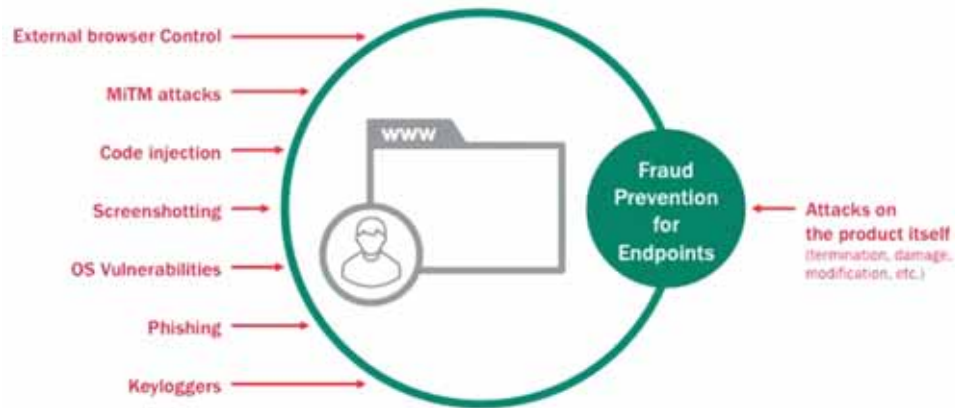 External browser Control
MiTM attacks
Code injection
Screenshotting
OS Vulnerabilities
Phishing
Keyloggers
www
Fraud
Prevention
for
Endpoints
Attacks on
the product itself
(termination, damage,
modification, etc.)